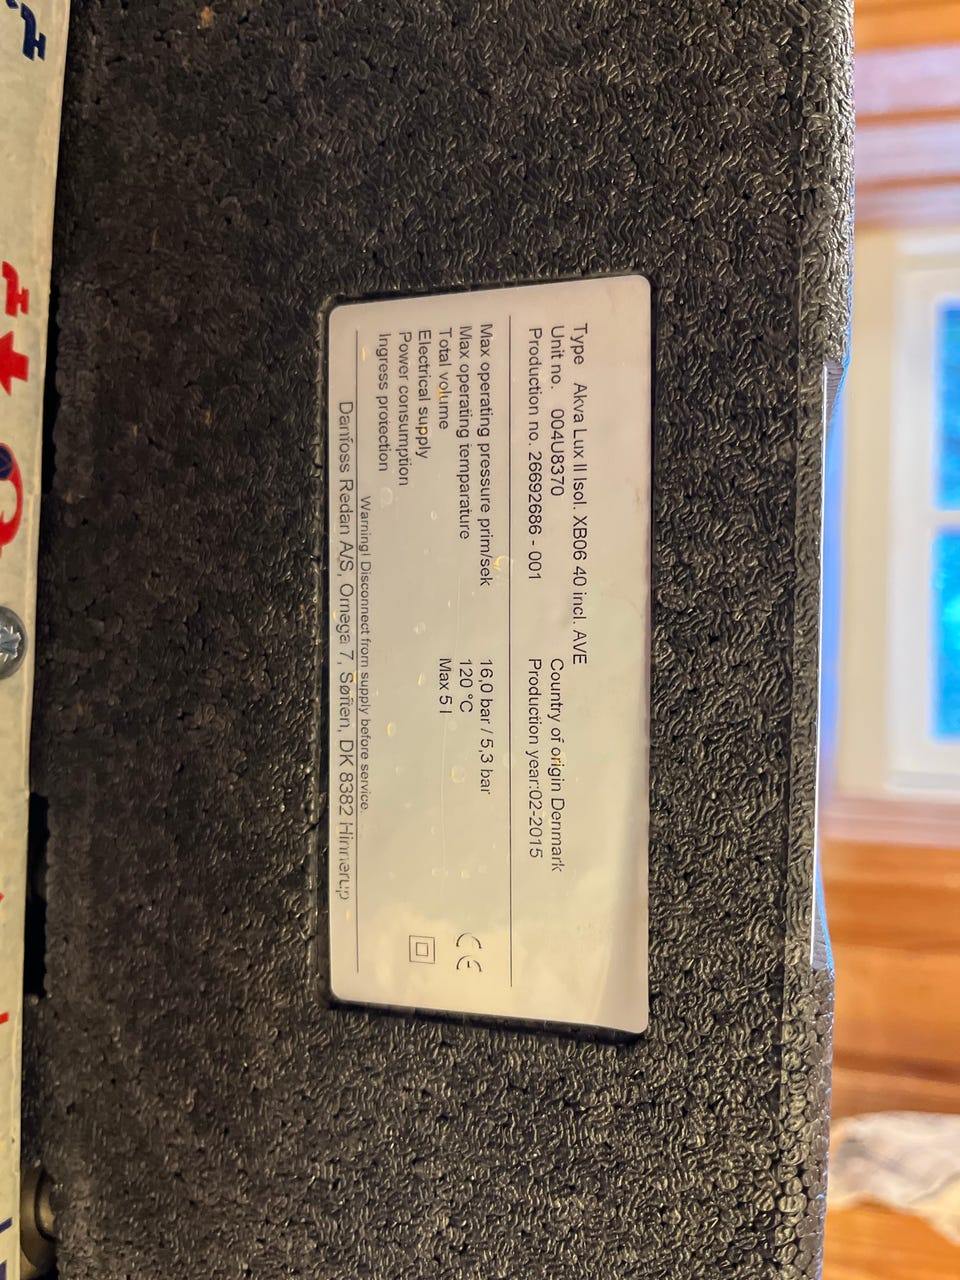 Type Akva Lux II Isol. XB06 40 incl. AVE
Unit no. 004U8370 Country of origin Denmark
Production no. 26692686 - 001 Production year:02-2015
Max operating pressure prim/sek 16,0 bar / 5,3 bar
Max operating temparature 120 °C
Total volume Max 5 l
Electrical supply
Power consumption
Ingress protection
CE
Warning! Disconnect from supply before service.
Danfoss Redan A/S, Omega 7, Søften, DK 8382 Hinnerup